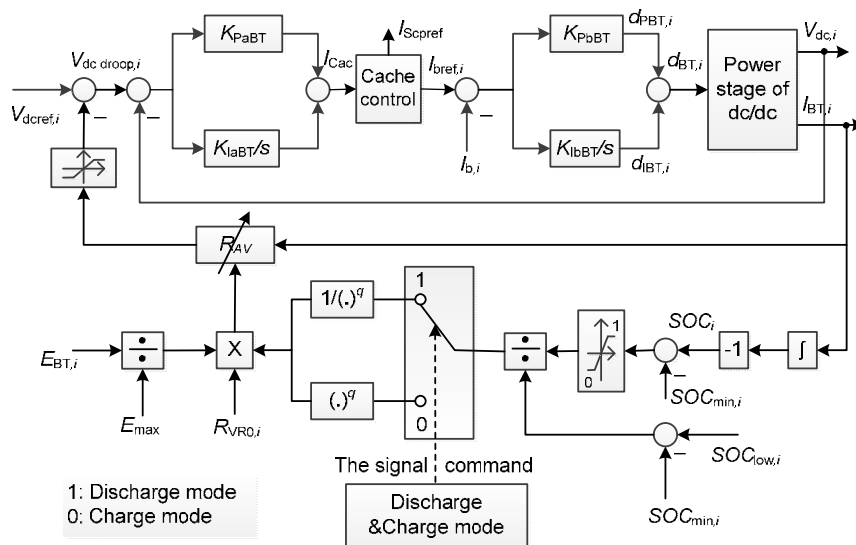 K_PaBT
I_Scpref
K_PbBT
d_PBT,i
V_dc,i
V_dc droop,i
I_Cac
Cache
control
I_bref,i
d_BT,i
Power
stage of
dc/dc
I_BT,i
V_dcref,i
K_IaBT/s
I_b,i
K_IbBT/s
d_IBT,i
R_AV
1
1/(.)^q
E_BT,i
÷
X
÷
1
0
SOC_i
-1
∫
SOC_min,i
(.)^q
0
E_max
R_VR0,i
SOC_low,i
SOC_min,i
The signal command
1: Discharge mode
0: Charge mode
Discharge
&Charge mode